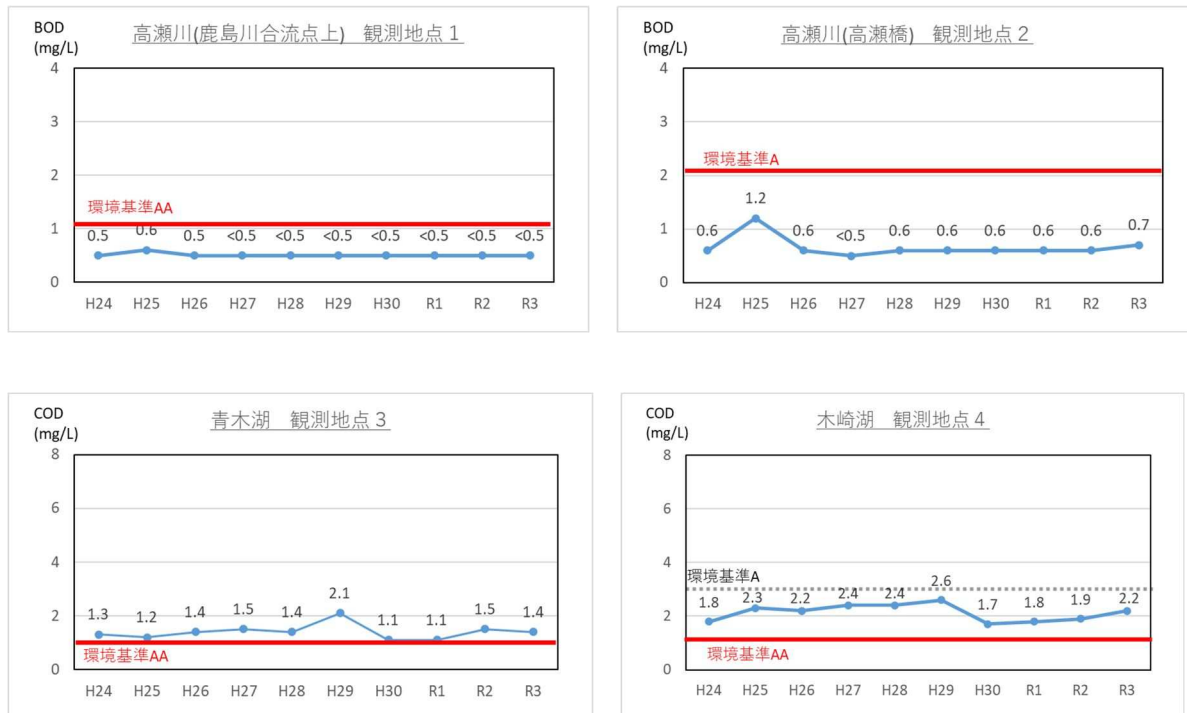 BOD
(mg/L)
高瀬川(鹿島川合流点上)　観測地点１
4
3
2
1
0
環境基準AA
0.5 0.6 0.5 <0.5 <0.5 <0.5 <0.5 <0.5 <0.5 <0.5
H24 H25 H26 H27 H28 H29 H30 R1 R2 R3
BOD
(mg/L)
高瀬川(高瀬橋)　観測地点２
4
3
2
1
0
環境基準A
0.6 1.2 0.6 <0.5 0.6 0.6 0.6 0.6 0.6 0.7
H24 H25 H26 H27 H28 H29 H30 R1 R2 R3
COD
(mg/L)
青木湖　観測地点３
8
6
4
2
0
1.3 1.2 1.4 1.5 1.4 2.1 1.1 1.1 1.5 1.4
環境基準AA
H24 H25 H26 H27 H28 H29 H30 R1 R2 R3
COD
(mg/L)
木崎湖　観測地点４
8
6
4
2
0
環境基準A
1.8 2.3 2.2 2.4 2.4 2.6 1.7 1.8 1.9 2.2
環境基準AA
H24 H25 H26 H27 H28 H29 H30 R1 R2 R3